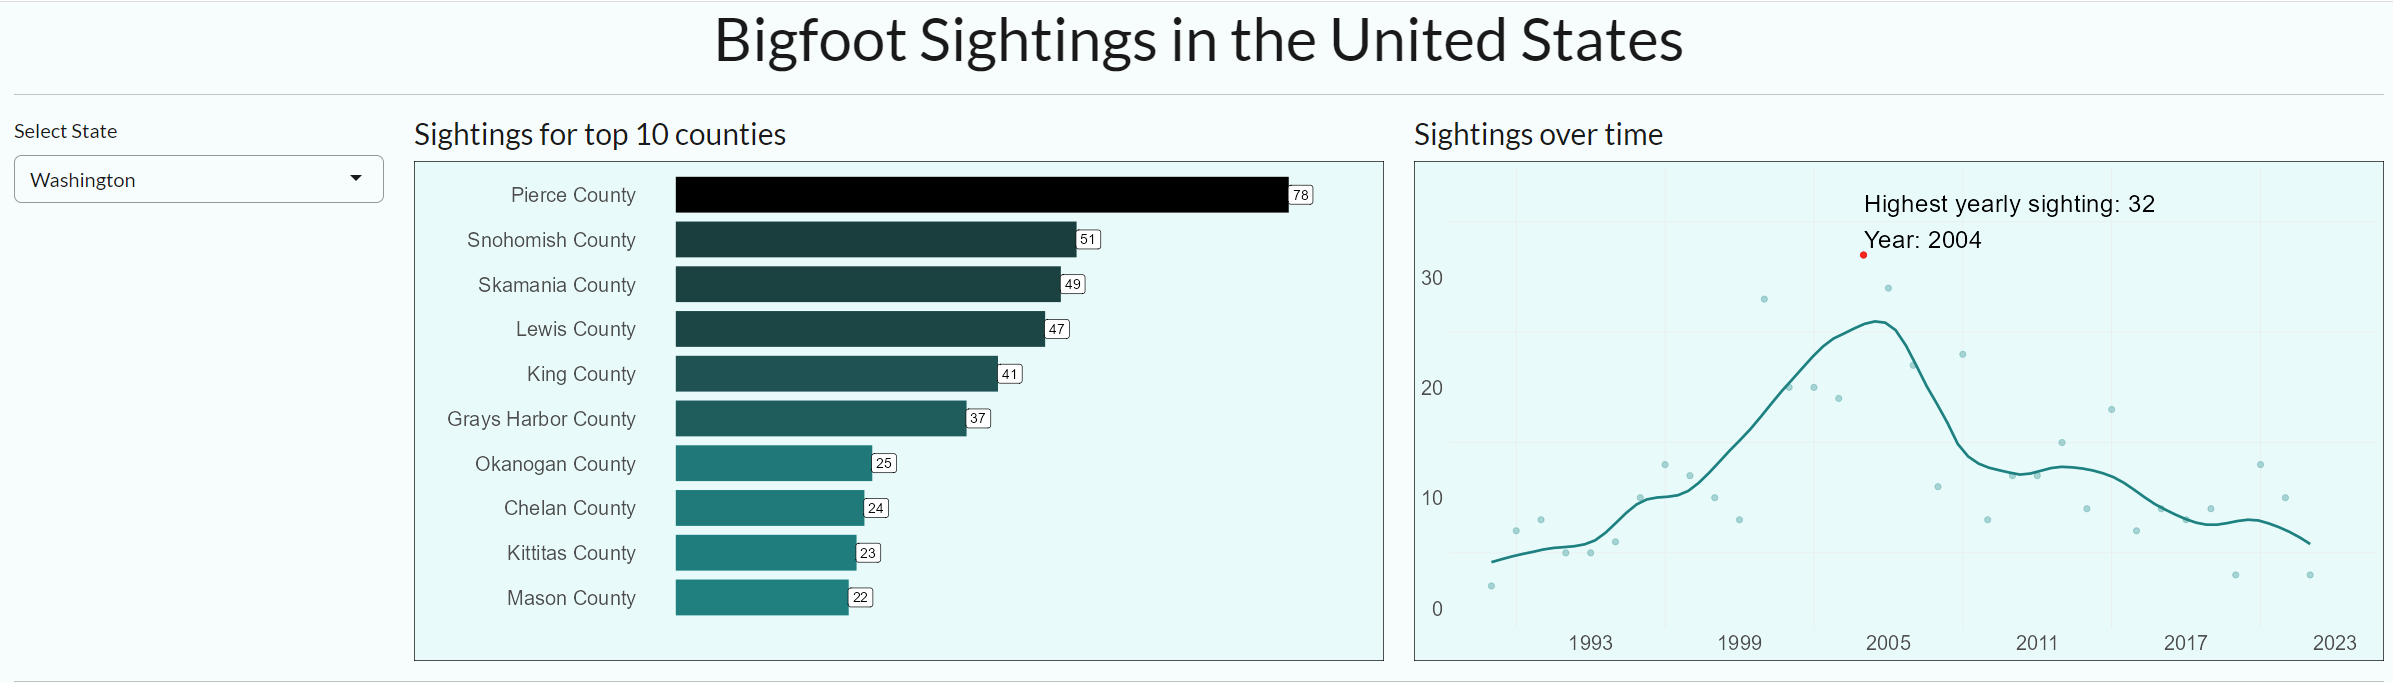 Bigfoot Sightings in the United States
Select State
Washington
Sightings for top 10 counties
Pierce County 78
Snohomish County 51
Skamania County 49
Lewis County 47
King County 41
Grays Harbor County 37
Okanogan County 25
Chelan County 24
Kittitas County 23
Mason County 22
Sightings over time
Highest yearly sighting: 32
Year: 2004
30
20
10
0
1993 1999 2005 2011 2017 2023